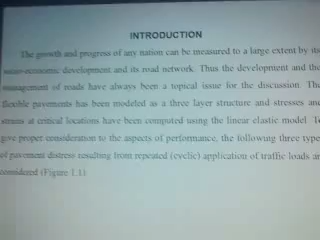 INTRODUCTION
The growth and progress of any nation can be measured to a large extent by its
socio-economic development and its road network. Thus the development and the
management of roads have always been a topical issue for the discussion. The
flexible pavements has been modeled as a three layer structure and stresses and
strains at critical locations have been computed using the linear elastic model. To
give proper consideration to the aspects of performance, the following three type
of pavement distress resulting from repeated (cyclic) application of traffic loads ar
considered (Figure 1.1)